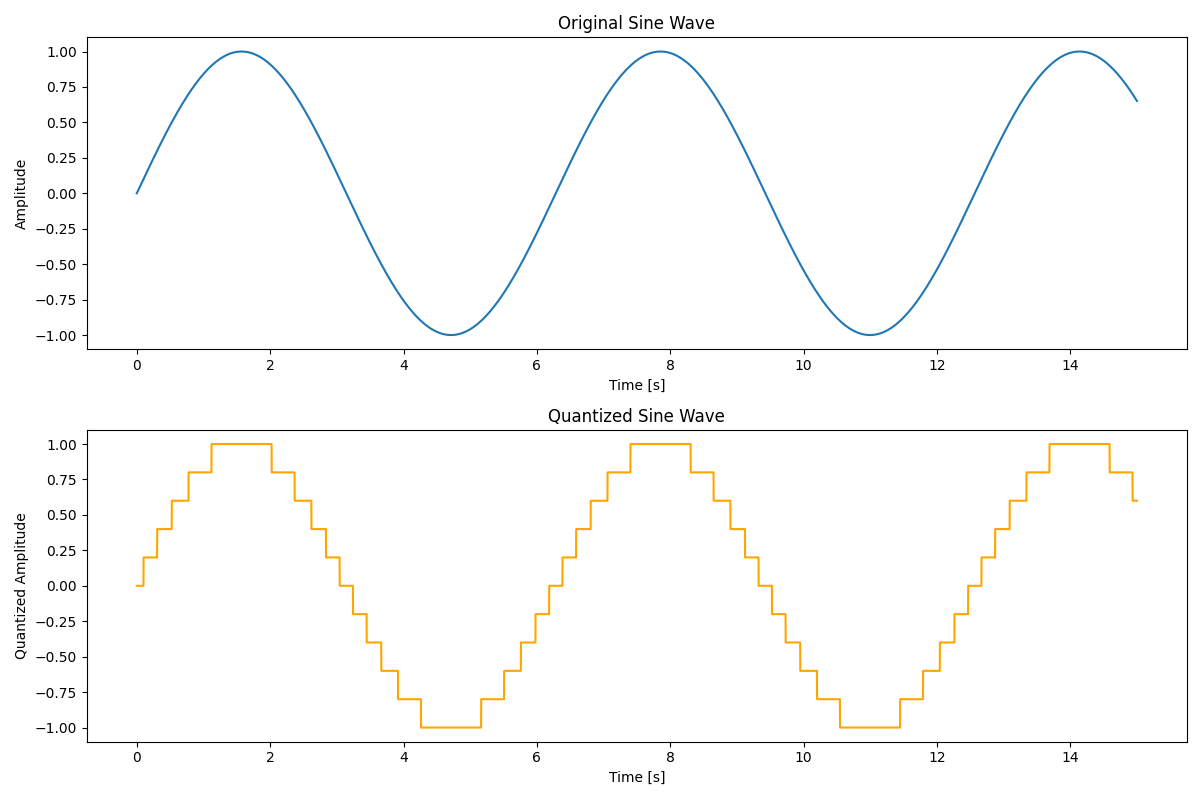 Original Sine Wave
1.00
0.75
0.50
0.25
0.00
−0.25
−0.50
−0.75
−1.00
Amplitude
0 2 4 6 8 10 12 14
Time [s]
Quantized Sine Wave
1.00
0.75
0.50
0.25
0.00
−0.25
−0.50
−0.75
−1.00
Quantized Amplitude
0 2 4 6 8 10 12 14
Time [s]